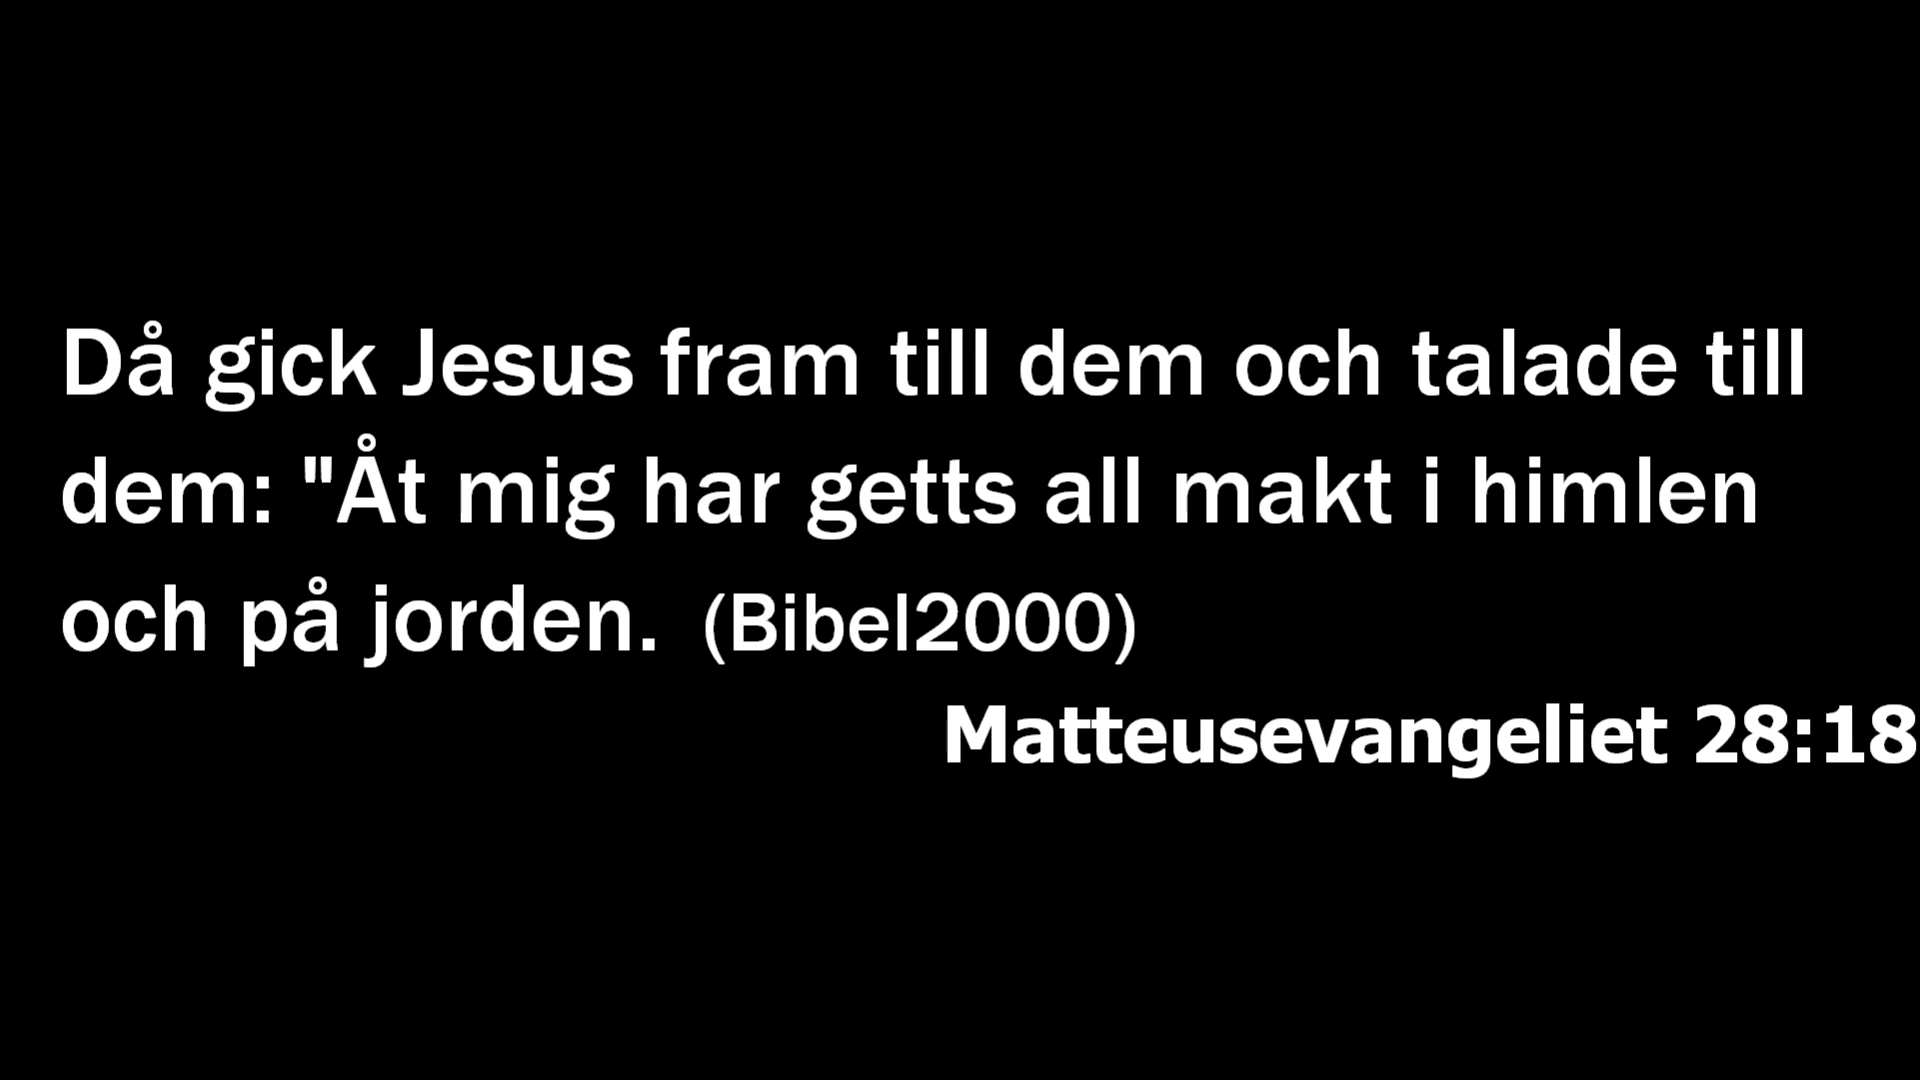 Då gick Jesus fram till dem och talade till
dem: "Åt mig har getts all makt i himlen
och på jorden. (Bibel2000)
Matteusevangeliet 28:18